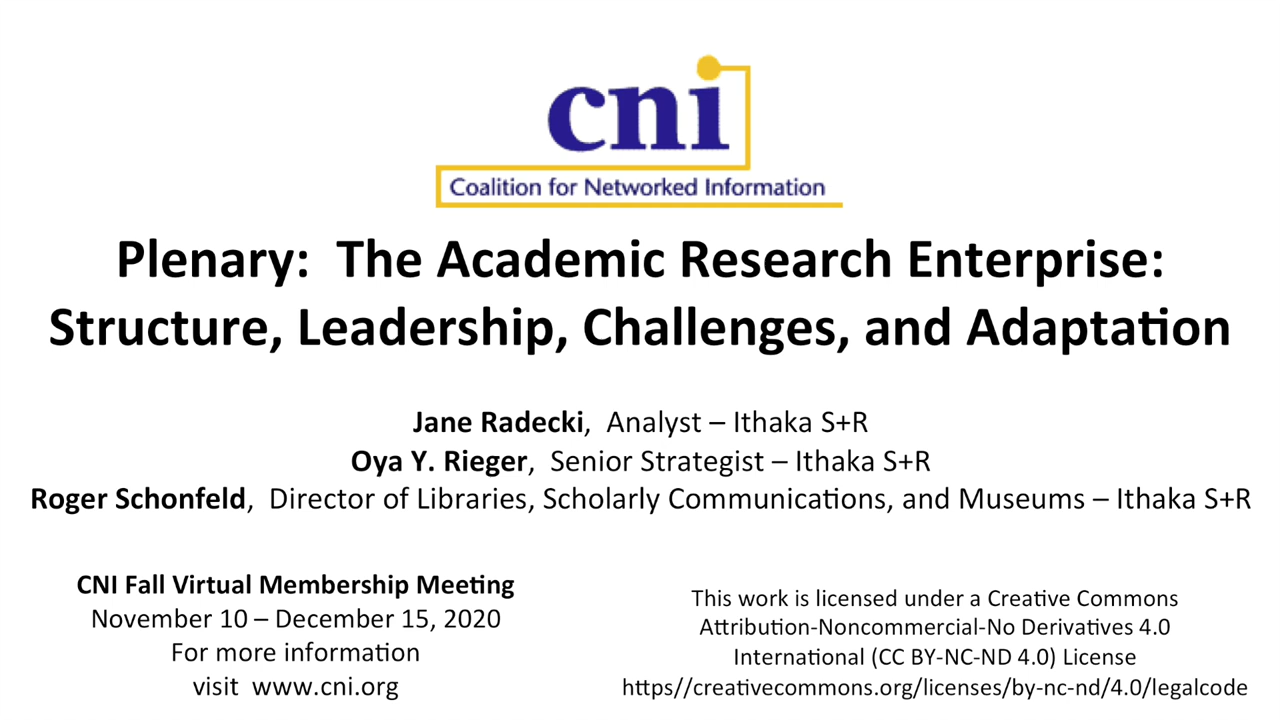 cni
Coalition for Networked Information
Plenary: The Academic Research Enterprise:
Structure, Leadership, Challenges, and Adaptation
Jane Radecki, Analyst – Ithaka S+R
Oya Y. Rieger, Senior Strategist – Ithaka S+R
Roger Schonfeld, Director of Libraries, Scholarly Communications, and Museums – Ithaka S+R
CNI Fall Virtual Membership Meeting
November 10 – December 15, 2020
For more information
visit www.cni.org
This work is licensed under a Creative Commons
Attribution-Noncommercial-No Derivatives 4.0
International (CC BY-NC-ND 4.0) License
https//creativecommons.org/licenses/by-nc-nd/4.0/legalcode